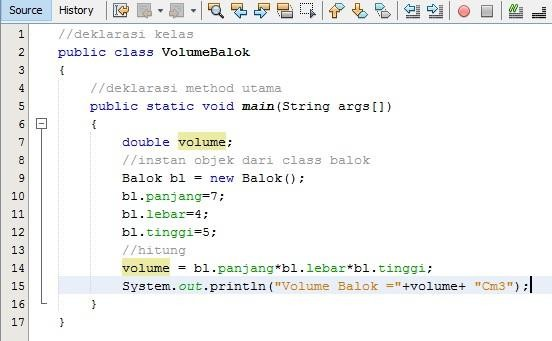 Source History
1 //deklarasi kelas
2 public class VolumeBalok
3 {
4 //deklarasi method utama
5 public static void main(String args[])
6 {
7 double volume;
8 //instan objek dari class balok
9 Balok bl = new Balok();
10 bl.panjang=7;
11 bl.lebar=4;
12 bl.tinggi=5;
13 //hitung
14 volume = bl.panjang*bl.lebar*bl.tinggi;
15 System.out.println("Volume Balok ="+volume+ "Cm3");
16 }
17 }